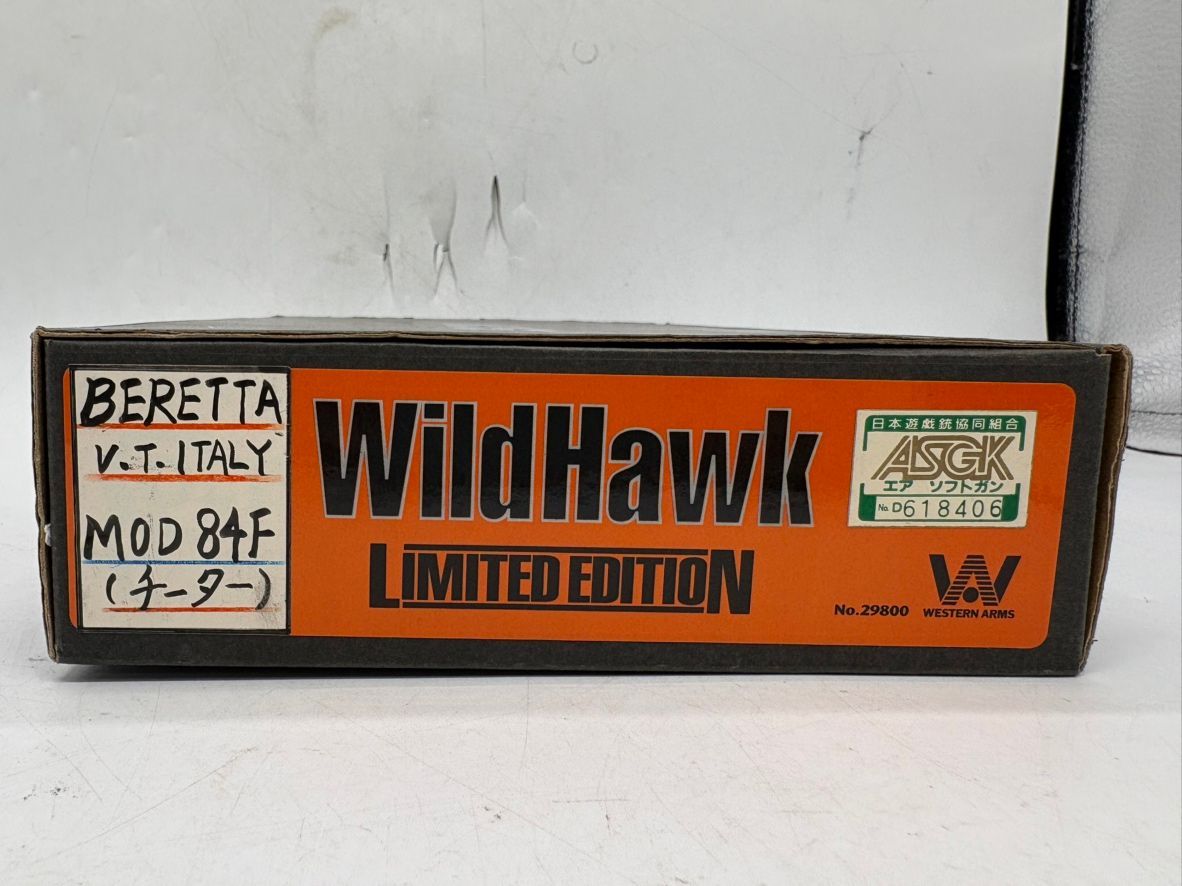 BERETTA
V.T. ITALY
MOD 84F
(チーター)
WildHawk
LIMITED EDITION
日本遊戯銃協同組合
ASGK
エアソフトガン
No. D618406
No.29800
WESTERN ARMS